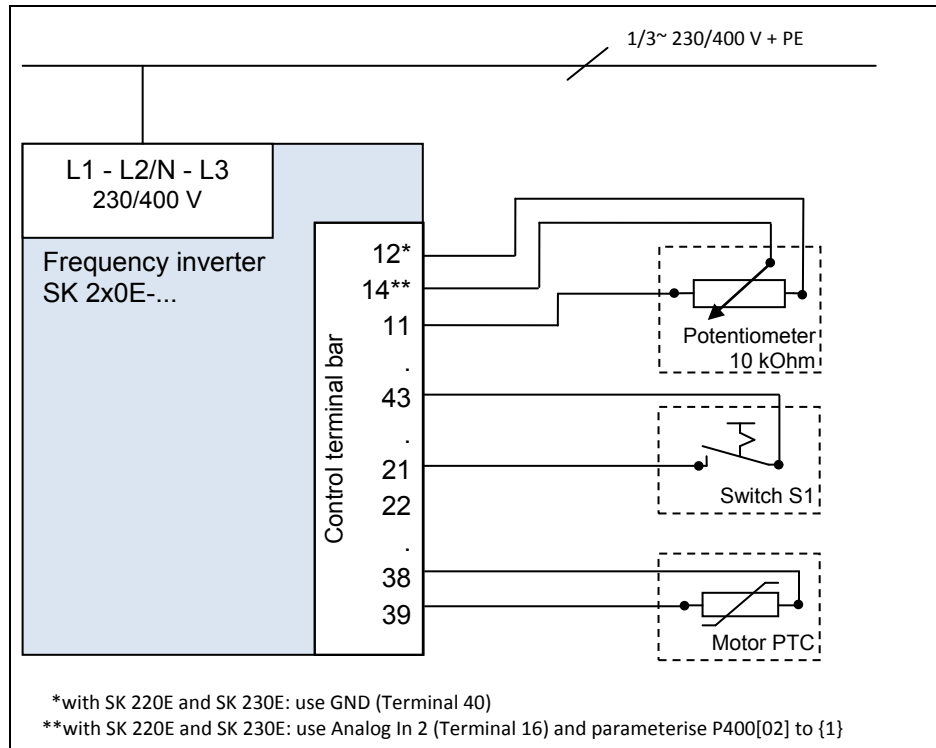 1/3~ 230/400 V + PE
L1 - L2/N - L3
230/400 V
Frequency inverter
SK 2x0E-...
Control terminal bar
12*
14**
11
.
43
.
21
22
.
38
39
Potentiometer
10 kOhm
Switch S1
Motor PTC
*with SK 220E and SK 230E: use GND (Terminal 40)
**with SK 220E and SK 230E: use Analog In 2 (Terminal 16) and parameterise P400[02] to {1}